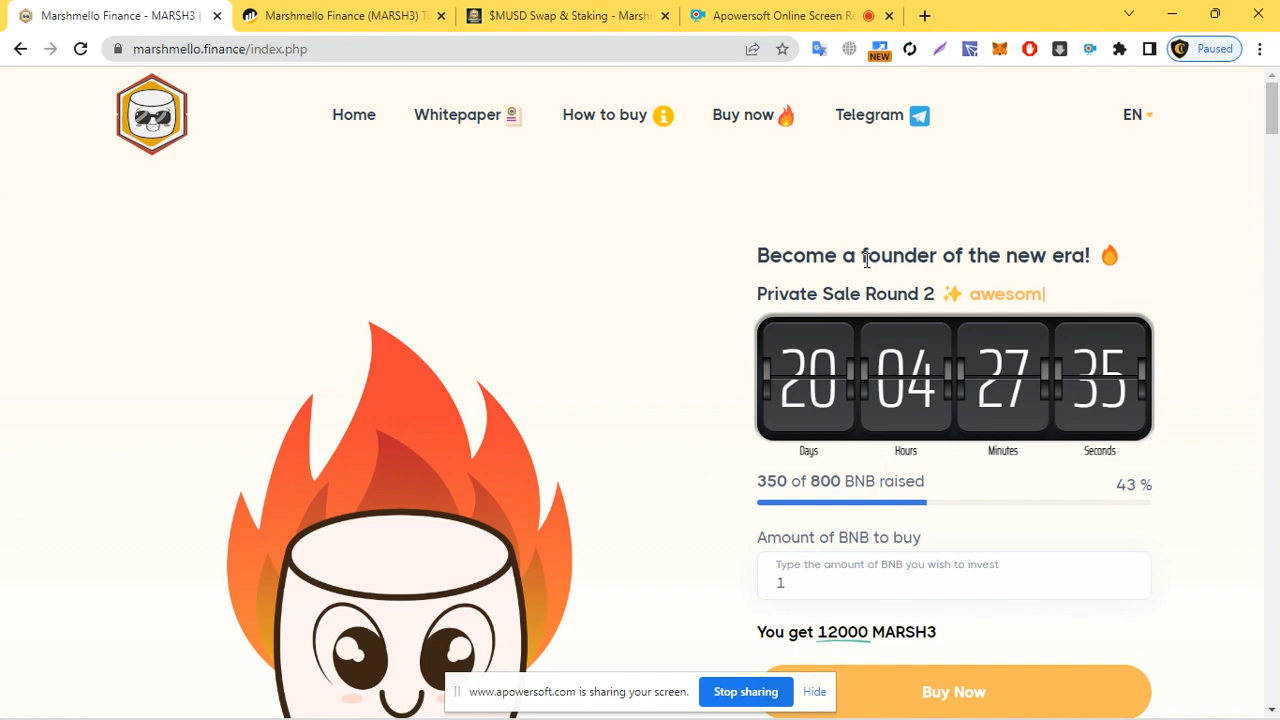 Marshmello Finance - MARSH3 |
Marshmello Finance (MARSH3) T
$MUSD Swap & Staking - Marshm
Apowersoft Online Screen Re
marshmello.finance/index.php
NEW
Paused
Home
Whitepaper
How to buy
Buy now
Telegram
EN
Become a founder of the new era!
Private Sale Round 2 ✨ awesom|
20 04 27 35
Days Hours Minutes Seconds
350 of 800 BNB raised
43 %
Amount of BNB to buy
Type the amount of BNB you wish to invest
1
You get 12000 MARSH3
Buy Now
www.apowersoft.com is sharing your screen.
Stop sharing
Hide